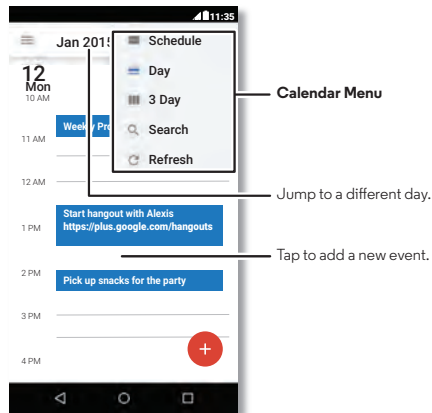 11:35
Jan 2015
Schedule
Day
3 Day
Search
Refresh
12
Mon
10 AM
11 AM
Weekly Pro
12 AM
Start hangout with Alexis
https://plus.google.com/hangouts
1 PM
2 PM
Pick up snacks for the party
3 PM
4 PM
Calendar Menu
Jump to a different day.
Tap to add a new event.